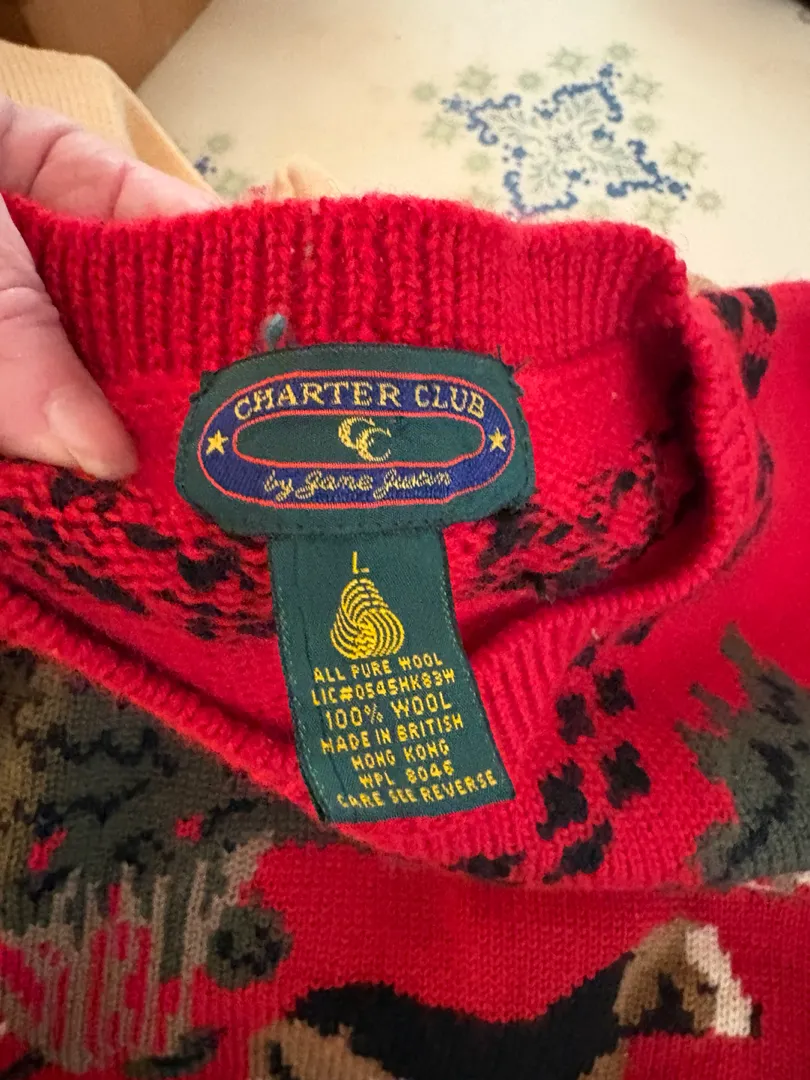 CHARTER CLUB
CC
by Jane Justin
L
ALL PURE WOOL
LIC#0545HK83W
100% WOOL
MADE IN BRITISH
HONG KONG
WPL 8046
CARE SEE REVERSE